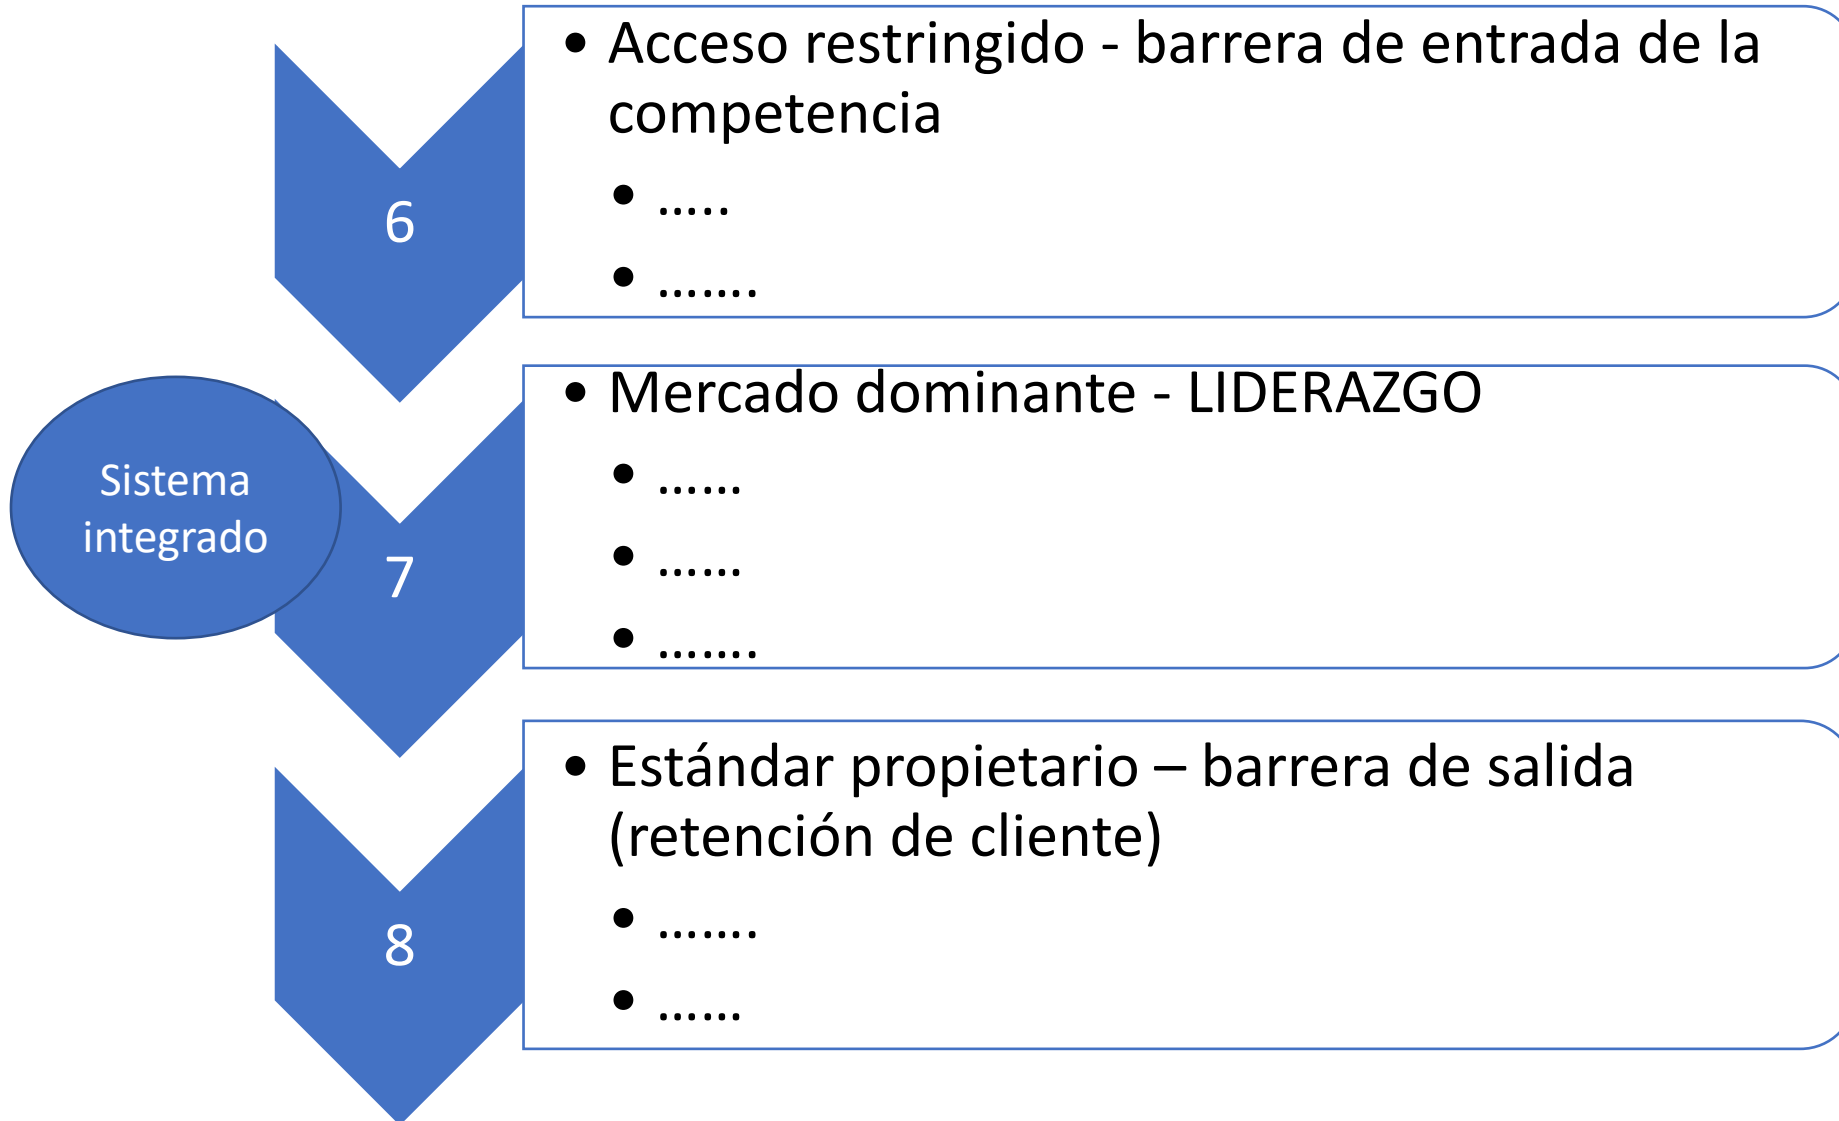 • Acceso restringido - barrera de entrada de la
competencia
• .....
• .......
6
• Mercado dominante - LIDERAZGO
• ......
• ......
• .......
Sistema
integrado
7
• Estándar propietario – barrera de salida
(retención de cliente)
• .......
• ......
8